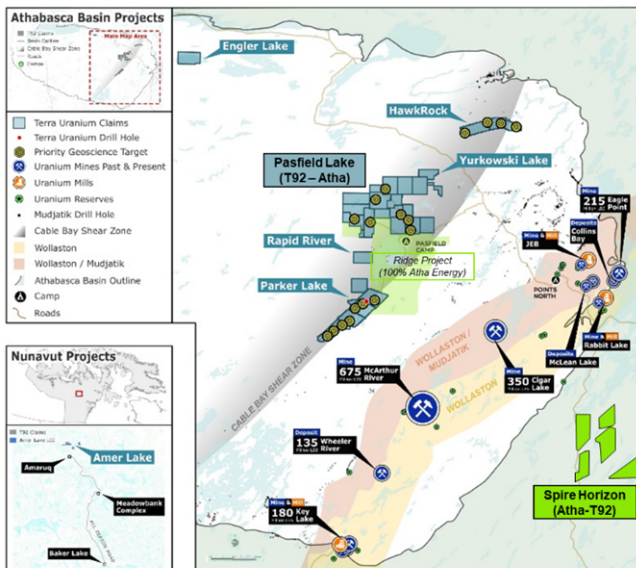 Athabasca Basin Projects
T92 Claims
Basin Outline
Cable Bay Shear Zone
Roads
Camps
Main Map Area
Terra Uranium Claims
Terra Uranium Drill Hole
Priority Geoscience Target
Uranium Mines Past & Present
Uranium Mills
Uranium Reserves
Mudjatik Drill Hole
Cable Bay Shear Zone
Wollaston
Wollaston / Mudjatik
Athabasca Basin Outline
Camp
Roads
Nunavut Projects
T92 Claims
Amer Lake
Amaruq
Meadowbank
Complex
Baker Lake
Engler Lake
HawkRock
Pasfield Lake
(T92 – Atha)
Yurkowski Lake
Rapid River
PASFIELD
CAMP
Ridge Project
(100% Atha Energy)
Parker Lake
CABLE BAY SHEAR ZONE
Mine
215 Eagle
Point
Deposits
Collins
Bay
Mine & Mill
JEB
POINTS
NORTH
Mine & Mill
Rabbit Lake
Deposits
McLean Lake
WOLLASTON /
MUDJATIK
WOLLASTON
Mine
675 McArthur
River
Mine
350 Cigar
Lake
Deposit
135 Wheeler
River
Mine & Mill
180 Key
Lake
Spire Horizon
(Atha-T92)